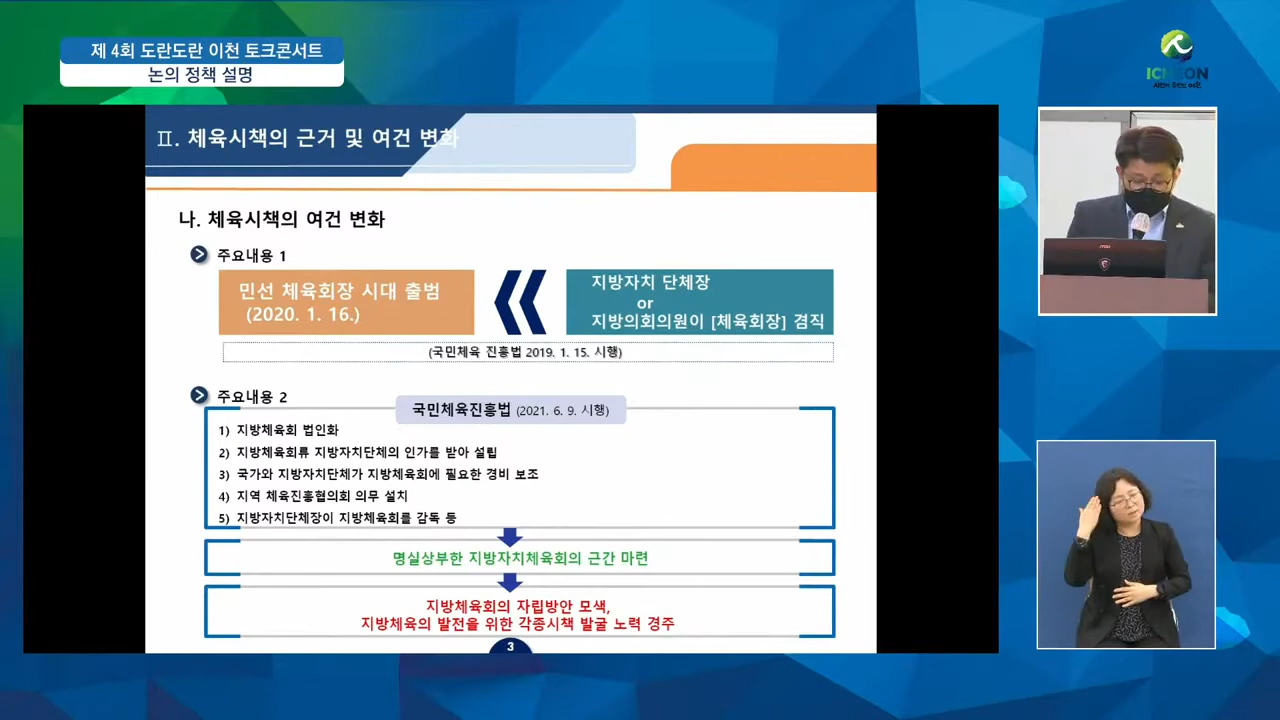 제 4회 도란도란 이천 토크콘서트
논의 정책 설명
ICHEON
Ⅱ. 체육시책의 근거 및 여건 변화
나. 체육시책의 여건 변화
주요내용 1
민선 체육회장 시대 출범
(2020. 1. 16.)
지방자치 단체장
or
지방의회의원이 [체육회장] 겸직
(국민체육 진흥법 2019. 1. 15. 시행)
주요내용 2
국민체육진흥법 (2021. 6. 9. 시행)
1) 지방체육회 법인화
2) 지방체육회류 지방자치단체의 인가를 받아 설립
3) 국가와 지방자치단체가 지방체육회에 필요한 경비 보조
4) 지역 체육진흥협의회 의무 설치
5) 지방자치단체장이 지방체육회를 감독 등
명실상부한 지방자치체육회의 근간 마련
지방체육회의 자립방안 모색,
지방체육의 발전을 위한 각종시책 발굴 노력 경주
3